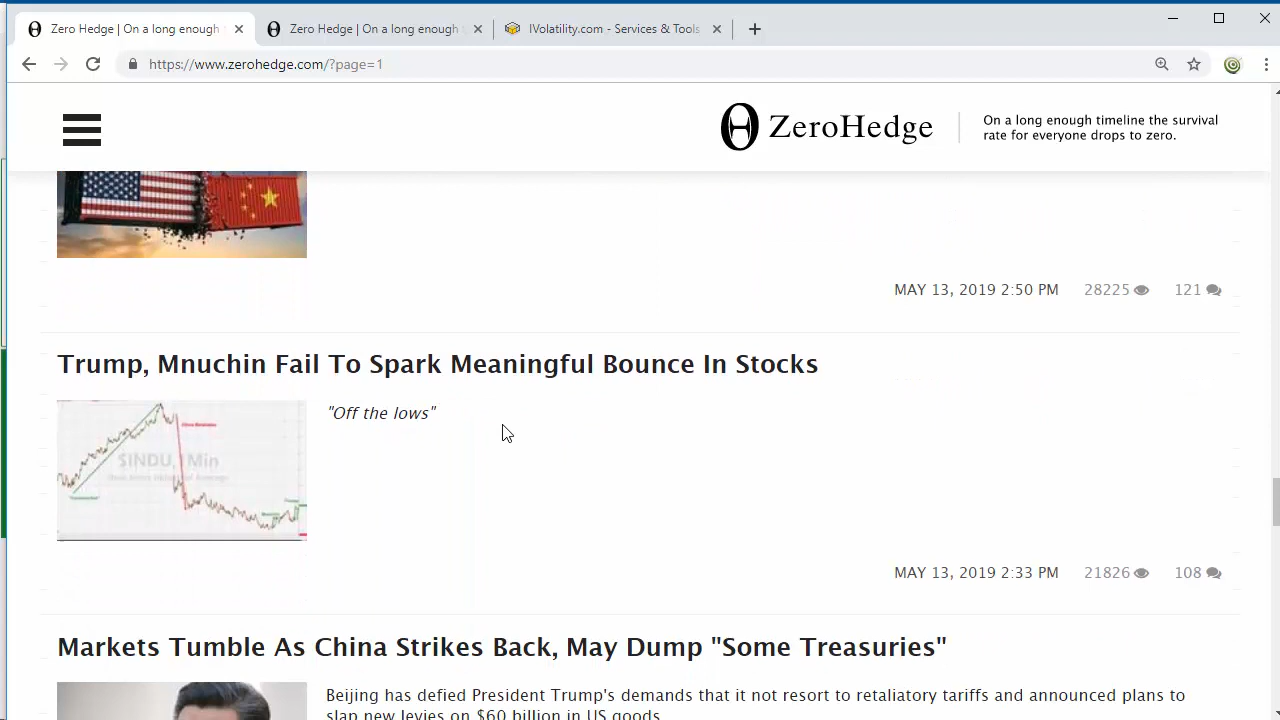 Zero Hedge | On a long enough
Zero Hedge | On a long enough
IVolatility.com - Services & Tools
https://www.zerohedge.com/?page=1
ZeroHedge
On a long enough timeline the survival
rate for everyone drops to zero.
MAY 13, 2019 2:50 PM 28225 121
Trump, Mnuchin Fail To Spark Meaningful Bounce In Stocks
"Off the lows"
$INDU, 1Min
MAY 13, 2019 2:33 PM 21826 108
Markets Tumble As China Strikes Back, May Dump "Some Treasuries"
Beijing has defied President Trump's demands that it not resort to retaliatory tariffs and announced plans to
slap new levies on $60 billion in US goods